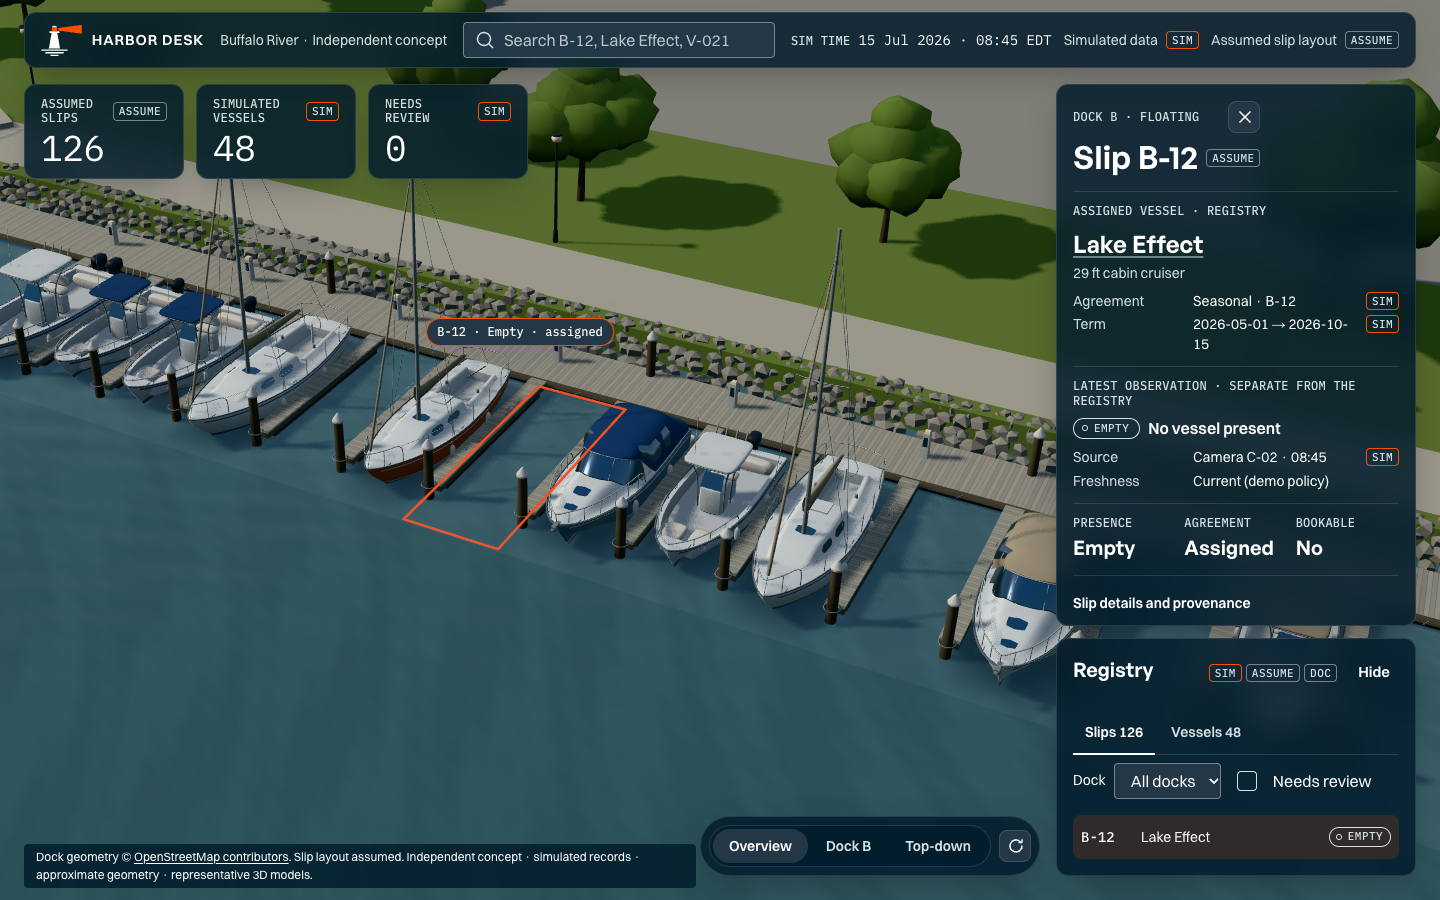 HARBOR DESK
Buffalo River · Independent concept
Search B-12, Lake Effect, V-021
SIM TIME 15 Jul 2026 · 08:45 EDT
Simulated data SIM
Assumed slip layout ASSUME
ASSUMED SLIPS ASSUME
126
SIMULATED VESSELS SIM
48
NEEDS REVIEW SIM
0
B-12 · Empty · assigned
DOCK B · FLOATING
Slip B-12 ASSUME
ASSIGNED VESSEL · REGISTRY
Lake Effect
29 ft cabin cruiser
Agreement Seasonal · B-12 SIM
Term 2026-05-01 → 2026-10-15 SIM
LATEST OBSERVATION · SEPARATE FROM THE
REGISTRY
EMPTY No vessel present
Source Camera C-02 · 08:45 SIM
Freshness Current (demo policy)
PRESENCE AGREEMENT BOOKABLE
Empty Assigned No
Slip details and provenance
Registry SIM ASSUME DOC Hide
Slips 126 Vessels 48
Dock All docks Needs review
B-12 Lake Effect EMPTY
Overview Dock B Top-down
Dock geometry © OpenStreetMap contributors. Slip layout assumed. Independent concept · simulated records ·
approximate geometry · representative 3D models.